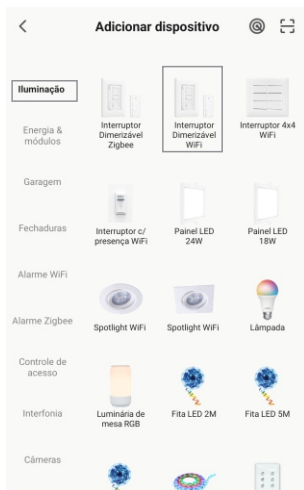 Adicionar dispositivo
Iluminação
Energia &
módulos
Garagem
Fechaduras
Alarme WiFi
Alarme Zigbee
Controle de
acesso
Interfonia
Câmeras
Interruptor
Dimerizável
Zigbee
Interruptor
Dimerizável
WiFi
Interruptor 4x4
WiFi
Interruptor c/
presença WiFi
Painel LED
24W
Painel LED
18W
Spotlight WiFi
Spotlight WiFi
Lâmpada
Luminária de
mesa RGB
Fita LED 2M
Fita LED 5M